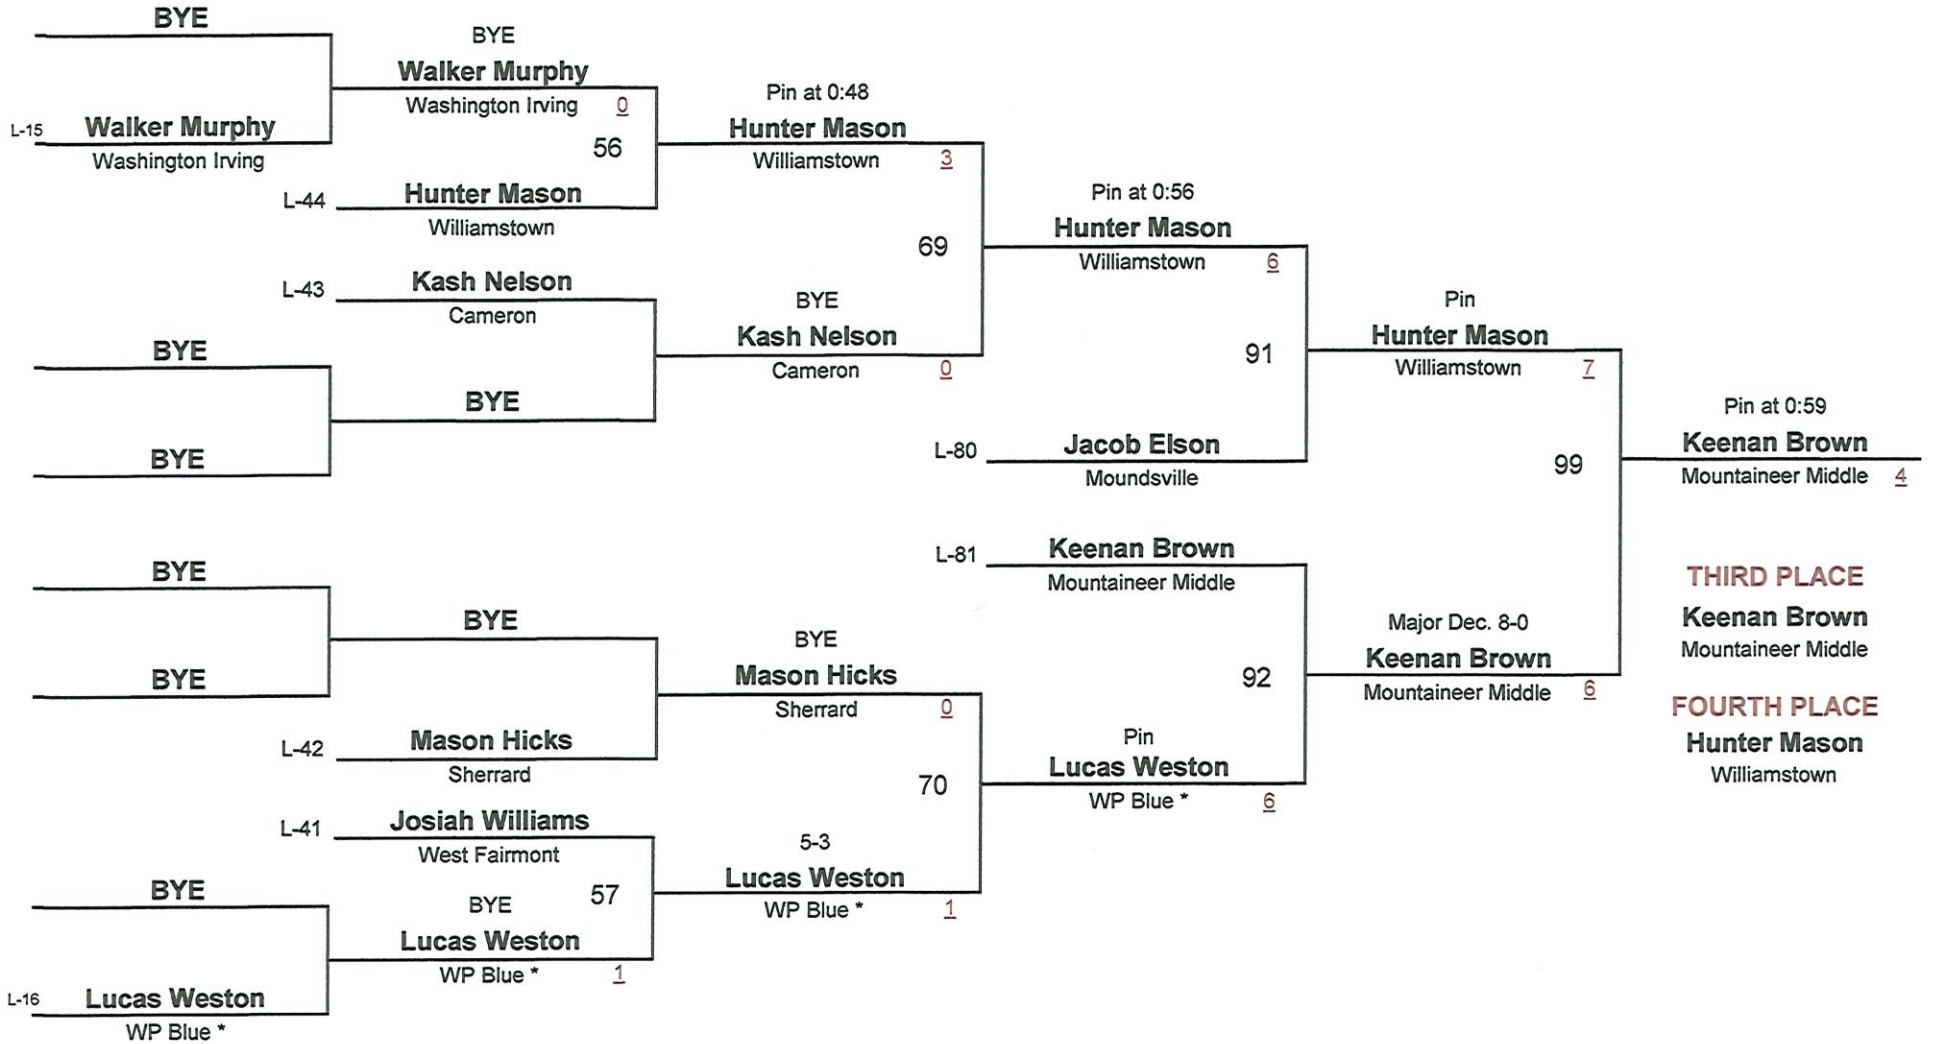 BYE
L-15 Walker Murphy
Washington Irving
BYE
Walker Murphy
Washington Irving 0
56
L-44 Hunter Mason
Williamstown
L-43 Kash Nelson
Cameron
BYE
BYE
BYE
Pin at 0:48
Hunter Mason
Williamstown 3
69
BYE
Kash Nelson
Cameron 0
Pin at 0:56
Hunter Mason
Williamstown 6
91
L-80 Jacob Elson
Moundsville
Pin
Hunter Mason
Williamstown 7
99
Pin at 0:59
Keenan Brown
Mountaineer Middle 4
BYE
BYE
BYE
L-42 Mason Hicks
Sherrard
L-41 Josiah Williams
West Fairmont
57
BYE
L-16 Lucas Weston
WP Blue *
BYE
Lucas Weston
WP Blue * 1
BYE
Mason Hicks
Sherrard 0
70
5-3
Lucas Weston
WP Blue * 1
L-81 Keenan Brown
Mountaineer Middle
92
Pin
Lucas Weston
WP Blue * 6
Major Dec. 8-0
Keenan Brown
Mountaineer Middle 6
THIRD PLACE
Keenan Brown
Mountaineer Middle
FOURTH PLACE
Hunter Mason
Williamstown